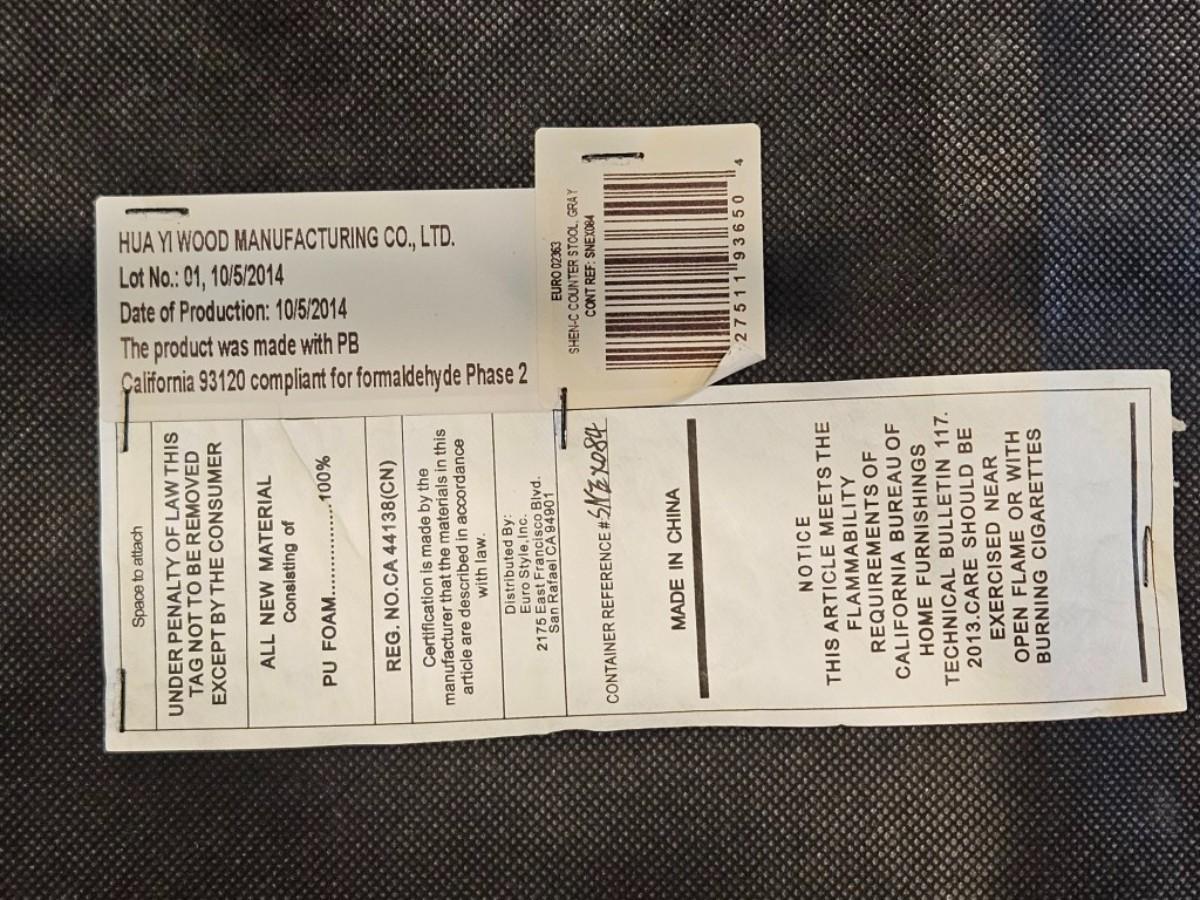 HUA YI WOOD MANUFACTURING CO., LTD.
Lot No.: 01, 10/5/2014
Date of Production: 10/5/2014
The product was made with PB
California 93120 compliant for formaldehyde Phase 2
EURO 02363
SHEN-C COUNTER STOOL, GRAY
CONT REF: SNEX084
27511 93650 4
Space to attach
UNDER PENALTY OF LAW THIS
TAG NOT TO BE REMOVED
EXCEPT BY THE CONSUMER
ALL NEW MATERIAL
Consisting of
PU FOAM..............100%
REG. NO.CA 44138(CN)
Certification is made by the
manufacturer that the materials in this
article are described in accordance
with law.
Distributed By:
Euro Style,Inc.
2175 East Francisco Blvd.
San Rafael CA 94901
CONTAINER REFERENCE #SNEX084
MADE IN CHINA
NOTICE
THIS ARTICLE MEETS THE
FLAMMABILITY
REQUIREMENTS OF
CALIFORNIA BUREAU OF
HOME FURNISHINGS
TECHNICAL BULLETIN 117.
2013.CARE SHOULD BE
EXERCISED NEAR
OPEN FLAME OR WITH
BURNING CIGARETTES